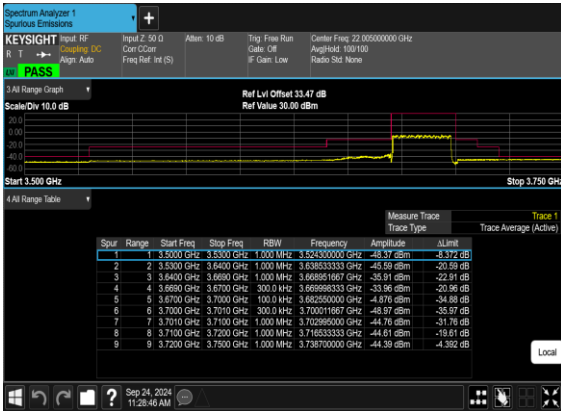 Spectrum Analyzer 1
Spurious Emissions
KEYSIGHT Input: RF Input Z: 50 Ω Atten: 10 dB Trig: Free Run Center Freq: 22.005000000 GHz
R T Coupling: DC Corr CCorr Gate: Off Avg|Hold: 100/100
Align: Auto Freq Ref: Int (S) IF Gain: Low Radio Std: None
LW PASS
3 All Range Graph
Ref Lvl Offset 33.47 dB
Scale/Div 10.0 dB Ref Value 30.00 dBm
20.0
0.00
-20.0
-40.0
-60.0
Start 3.500 GHz Stop 3.750 GHz
4 All Range Table
Measure Trace Trace 1
Trace Type Trace Average (Active)
Spur Range Start Freq Stop Freq RBW Frequency Amplitude ΔLimit
1 1 3.5000 GHz 3.5300 GHz 1.000 MHz 3.524300000 GHz -48.37 dBm -8.372 dB
2 2 3.5300 GHz 3.6400 GHz 1.000 MHz 3.638533333 GHz -45.59 dBm -20.59 dB
3 3 3.6400 GHz 3.6690 GHz 1.000 MHz 3.668951667 GHz -35.91 dBm -22.91 dB
4 4 3.6690 GHz 3.6700 GHz 300.0 kHz 3.669998333 GHz -33.96 dBm -20.96 dB
5 5 3.6700 GHz 3.7000 GHz 100.0 kHz 3.682550000 GHz -4.876 dBm -34.88 dB
6 6 3.7000 GHz 3.7010 GHz 300.0 kHz 3.700011667 GHz -48.97 dBm -35.97 dB
7 7 3.7010 GHz 3.7100 GHz 1.000 MHz 3.702995000 GHz -44.76 dBm -31.76 dB
8 8 3.7100 GHz 3.7200 GHz 1.000 MHz 3.716533333 GHz -44.61 dBm -19.61 dB
9 9 3.7200 GHz 3.7500 GHz 1.000 MHz 3.738700000 GHz -44.39 dBm -4.392 dB
Local
Sep 24, 2024
11:28:46 AM